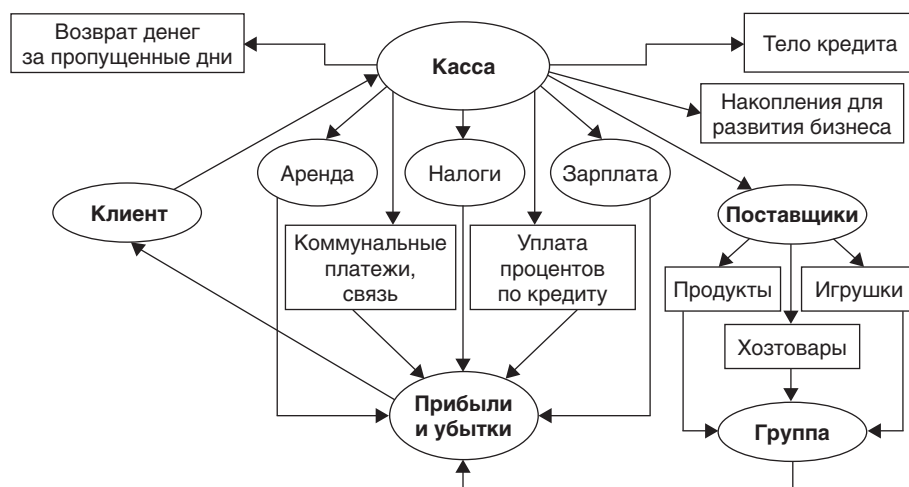 Возврат денег
за пропущенные дни
Касса
Тело кредита
Накопления для
развития бизнеса
Аренда
Налоги
Зарплата
Клиент
Поставщики
Коммунальные
платежи,
связь
Уплата
процентов
по кредиту
Продукты
Игрушки
Хозтовары
Прибыли
и убытки
Группа